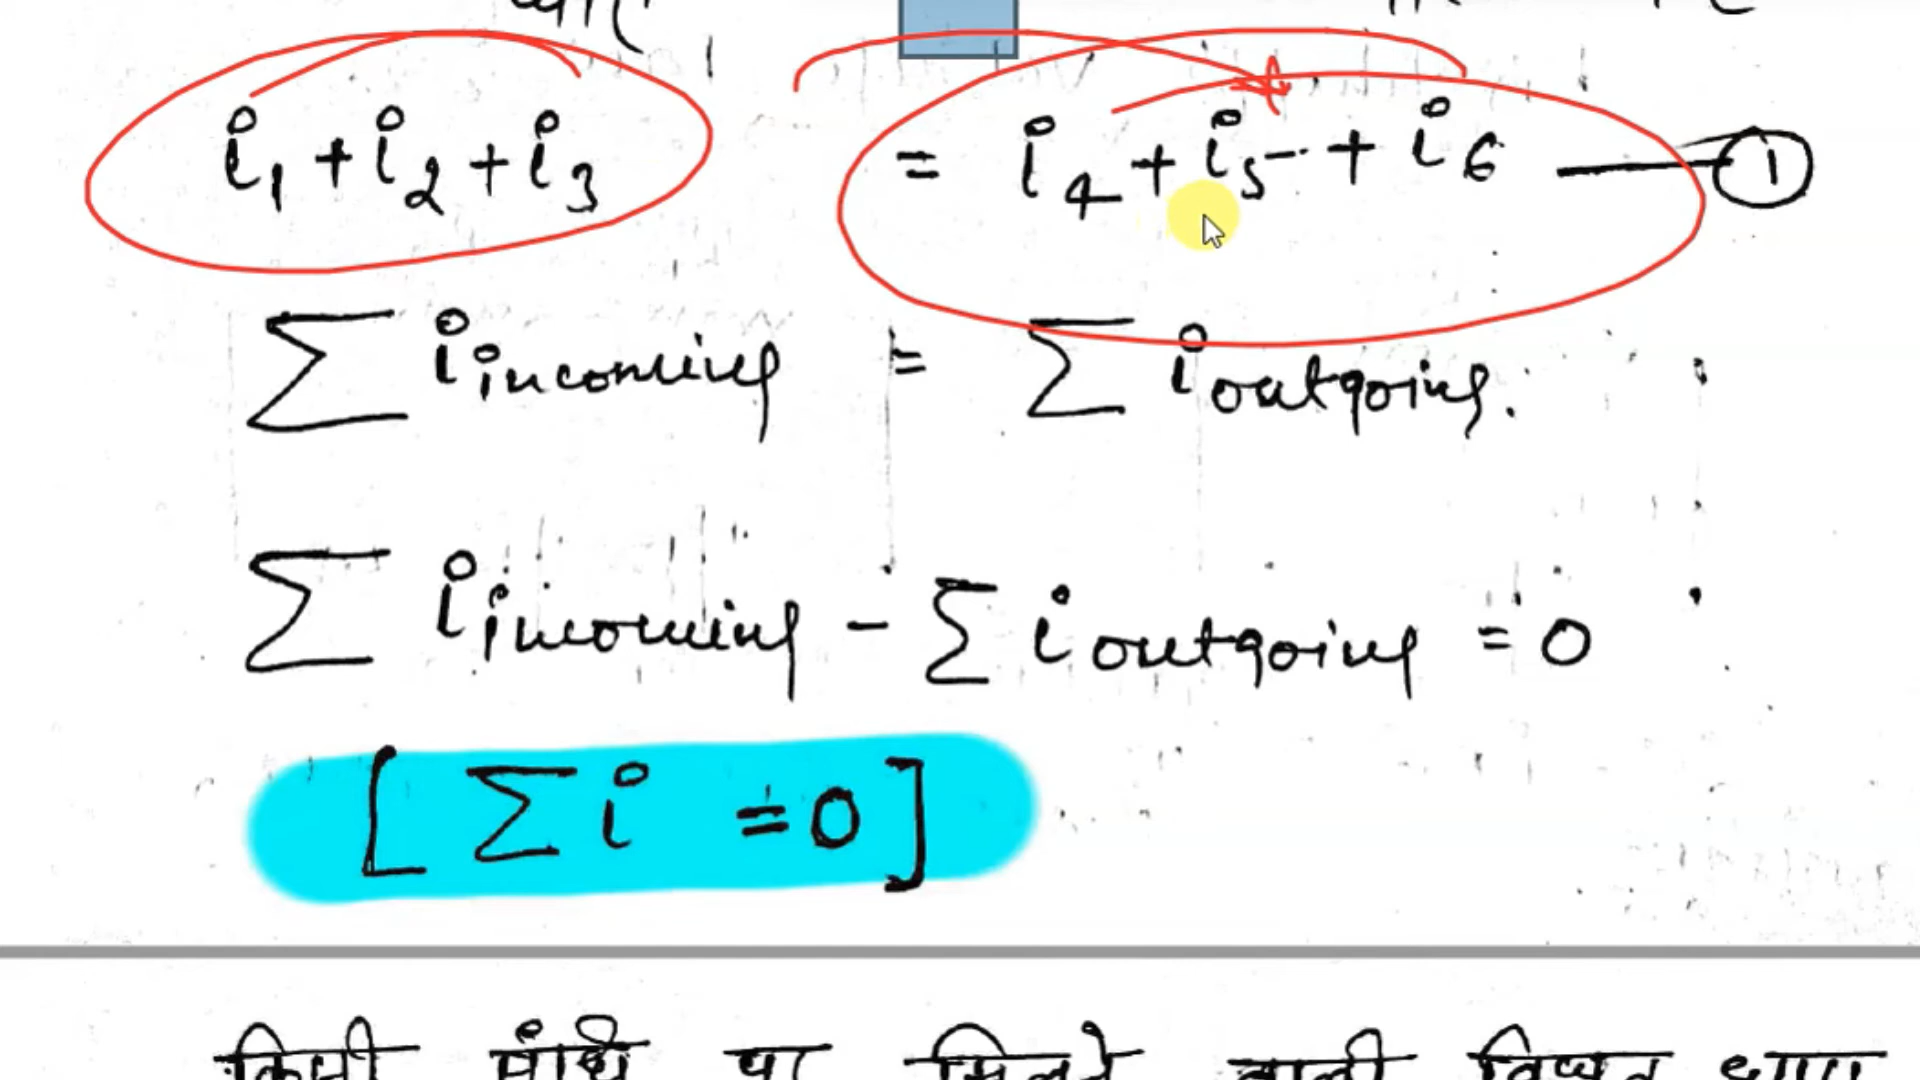 i₁ + i₂ + i₃ = i₄ + i₅ -- + i₆ — ①
∑ i incoming = ∑ i outgoing.
∑ i incoming - ∑ i outgoing = 0
[ ∑ i = 0 ]
किसी संधि पर मिलने वाली विद्युत